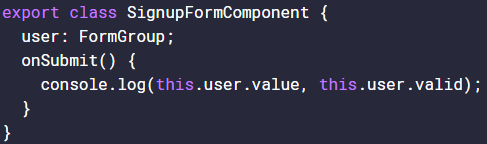 export class SignupFormComponent {
  user: FormGroup;
  onSubmit() {
    console.log(this.user.value, this.user.valid);
  }
}